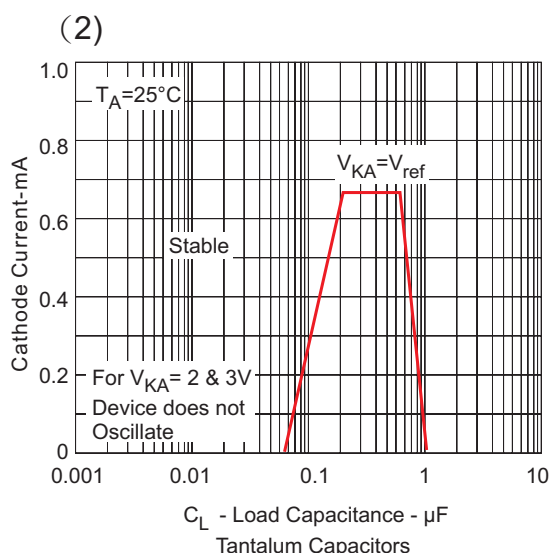 （2)
1.0
T_A=25°C
0.8
V_KA=V_ref
0.6
Stable
0.4
Cathode Current-mA
0.2
For V_KA= 2 & 3V
Device does not
Oscillate
0
0.001
0.01
0.1
1
10
C_L - Load Capacitance - µF
Tantalum Capacitors